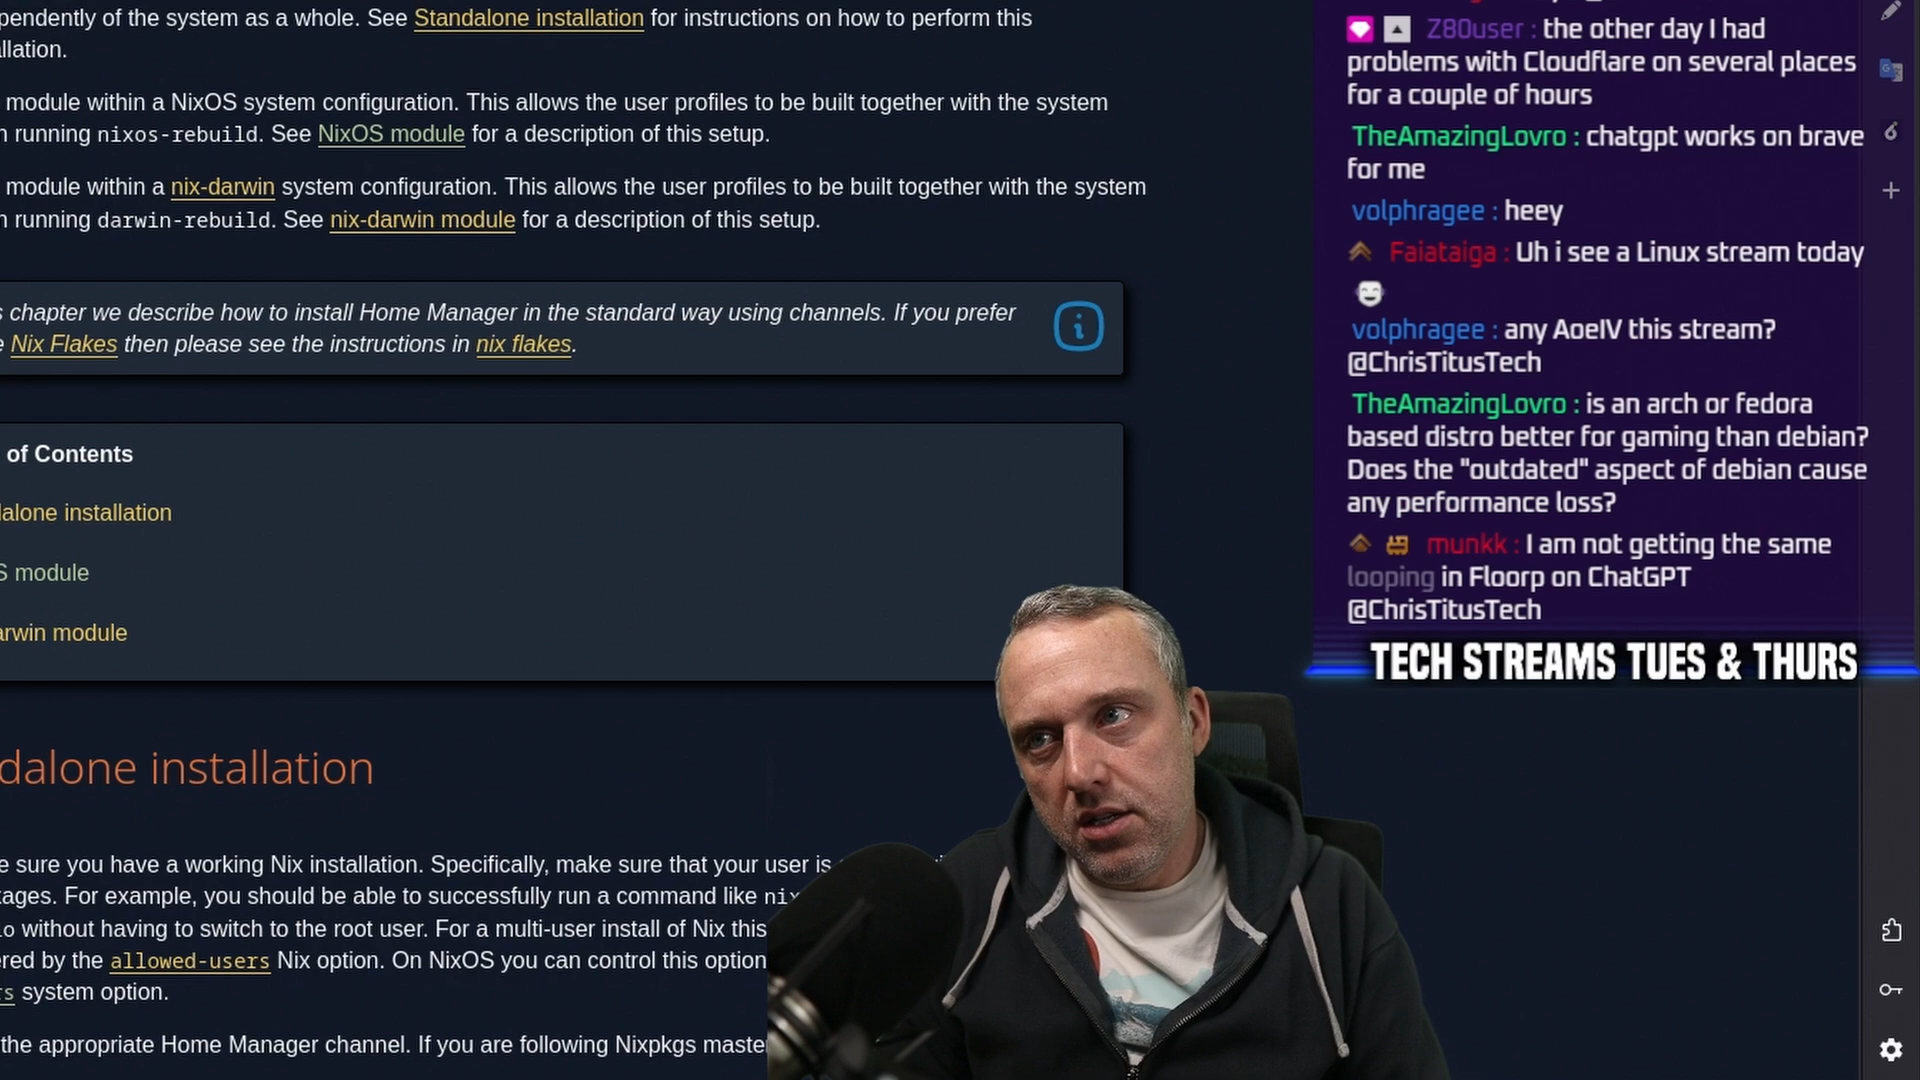 pendently of the system as a whole. See Standalone installation for instructions on how to perform this
allation.
module within a NixOS system configuration. This allows the user profiles to be built together with the system
n running nixos-rebuild. See NixOS module for a description of this setup.
module within a nix-darwin system configuration. This allows the user profiles to be built together with the system
n running darwin-rebuild. See nix-darwin module for a description of this setup.
s chapter we describe how to install Home Manager in the standard way using channels. If you prefer
e Nix Flakes then please see the instructions in nix flakes.
of Contents
dalone installation
S module
arwin module
dalone installation
e sure you have a working Nix installation. Specifically, make sure that your user is
kages. For example, you should be able to successfully run a command like nix
lo without having to switch to the root user. For a multi-user install of Nix this
ered by the allowed-users Nix option. On NixOS you can control this option
rs system option.
the appropriate Home Manager channel. If you are following Nixpkgs maste
Z80user : the other day I had
problems with Cloudflare on several places
for a couple of hours
TheAmazingLovro : chatgpt works on brave
for me
volphragee : heey
Faiataiga : Uh i see a Linux stream today
volphragee : any AoeIV this stream?
@ChrisTitusTech
TheAmazingLovro : is an arch or fedora
based distro better for gaming than debian?
Does the "outdated" aspect of debian cause
any performance loss?
munkk : I am not getting the same
looping in Floorp on ChatGPT
@ChrisTitusTech
TECH STREAMS TUES & THURS